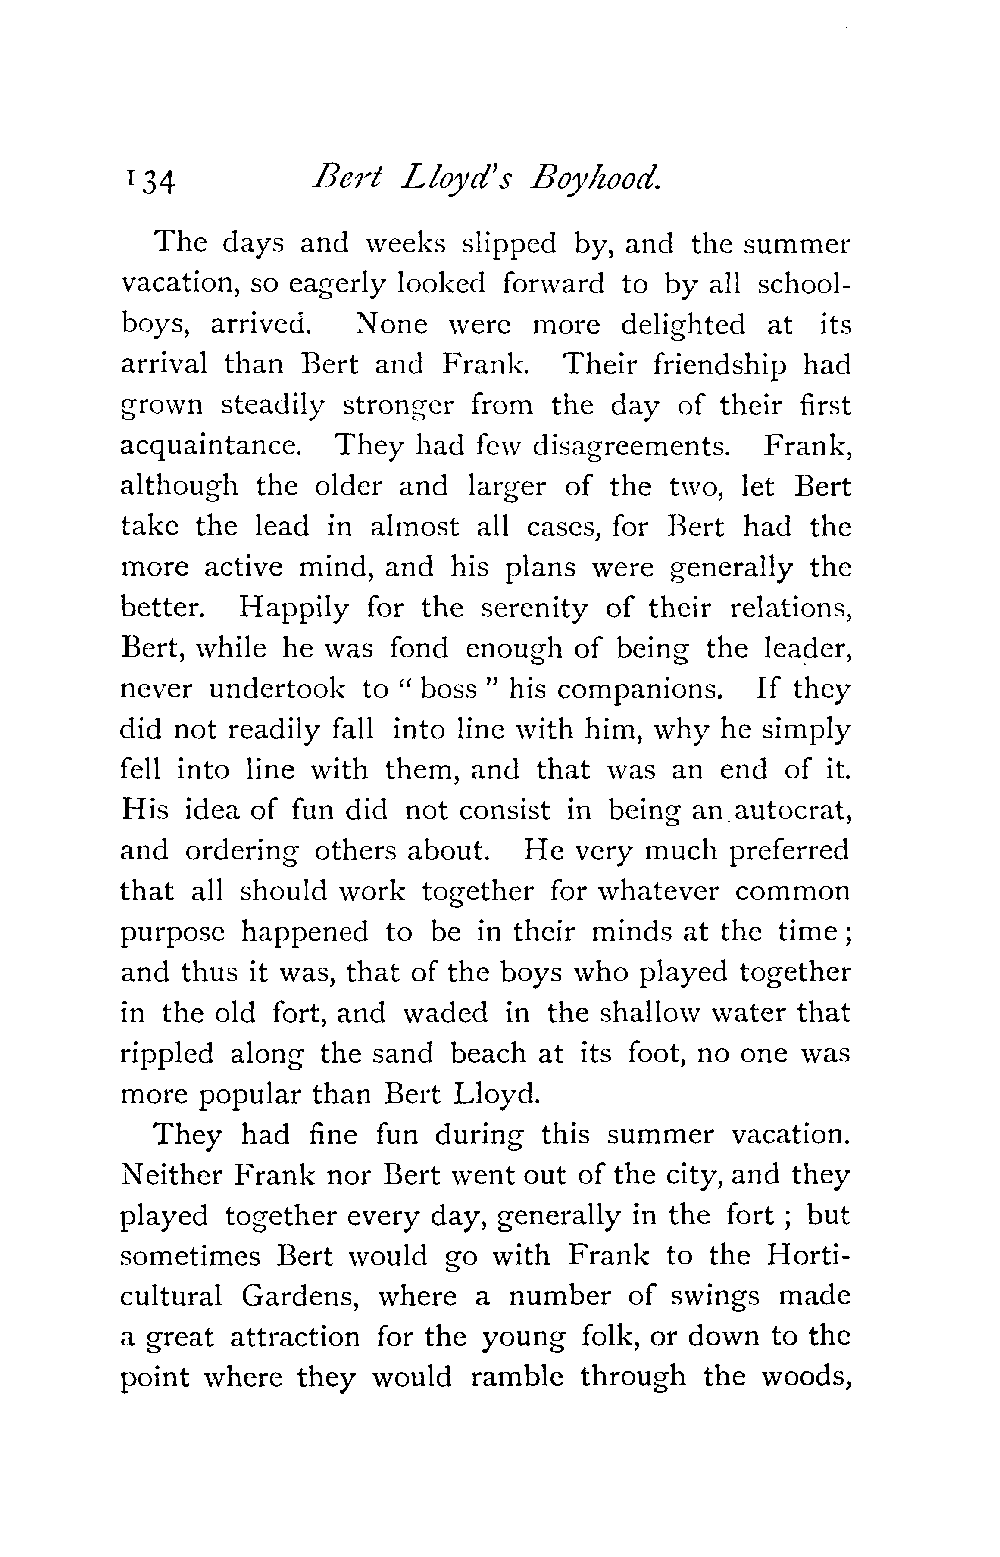 134 Bert Lloyd's Boyhood.
The days and weeks slipped by, and the summer
vacation, so eagerly looked forward to by all school-
boys, arrived. None were more delighted at its
arrival than Bert and Frank. Their friendship had
grown steadily stronger from the day of their first
acquaintance. They had few disagreements. Frank,
although the older and larger of the two, let Bert
take the lead in almost all cases, for Bert had the
more active mind, and his plans were generally the
better. Happily for the serenity of their relations,
Bert, while he was fond enough of being the leader,
never undertook to " boss " his companions. If they
did not readily fall into line with him, why he simply
fell into line with them, and that was an end of it.
His idea of fun did not consist in being an autocrat,
and ordering others about. He very much preferred
that all should work together for whatever common
purpose happened to be in their minds at the time ;
and thus it was, that of the boys who played together
in the old fort, and waded in the shallow water that
rippled along the sand beach at its foot, no one was
more popular than Bert Lloyd.
They had fine fun during this summer vacation.
Neither Frank nor Bert went out of the city, and they
played together every day, generally in the fort ; but
sometimes Bert would go with Frank to the Horti-
cultural Gardens, where a number of swings made
a great attraction for the young folk, or down to the
point where they would ramble through the woods,